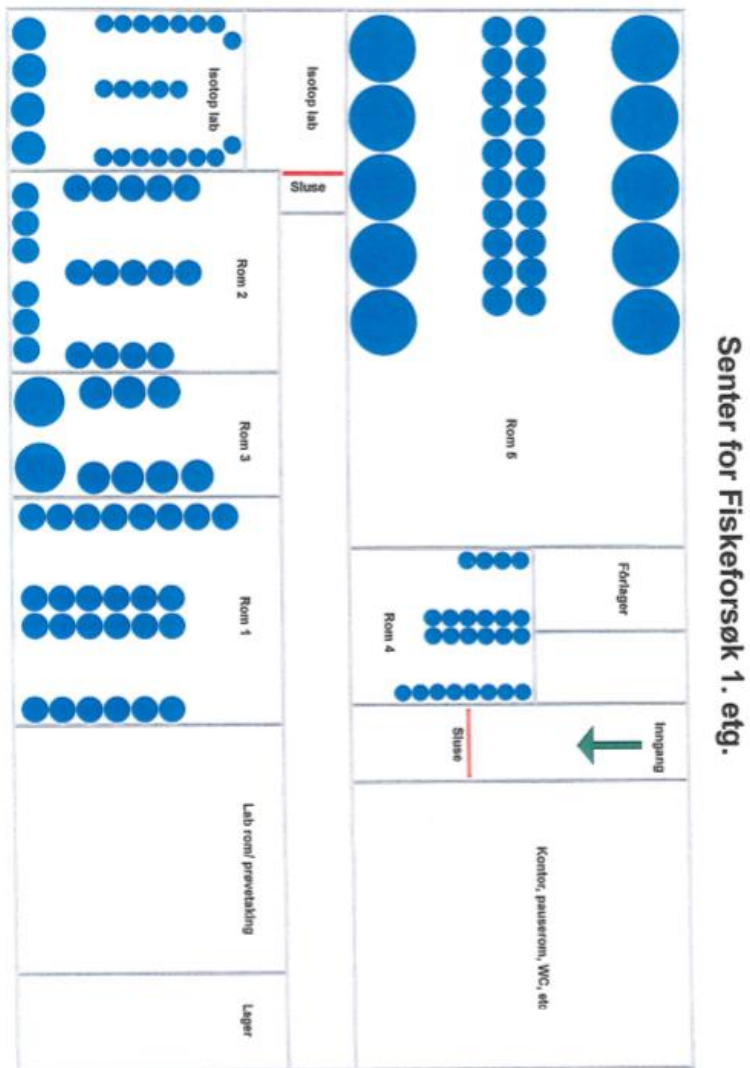 Senter for Fiskeforsøk 1. etg.
Fôrlager
Inngang
Kontor, pauserom, WC, etc
Rom 5
Rom 4
Sluse
Isotop lab
Sluse
Isotop lab
Rom 2
Rom 3
Rom 1
Lab rom/ prøvetaking
Lager